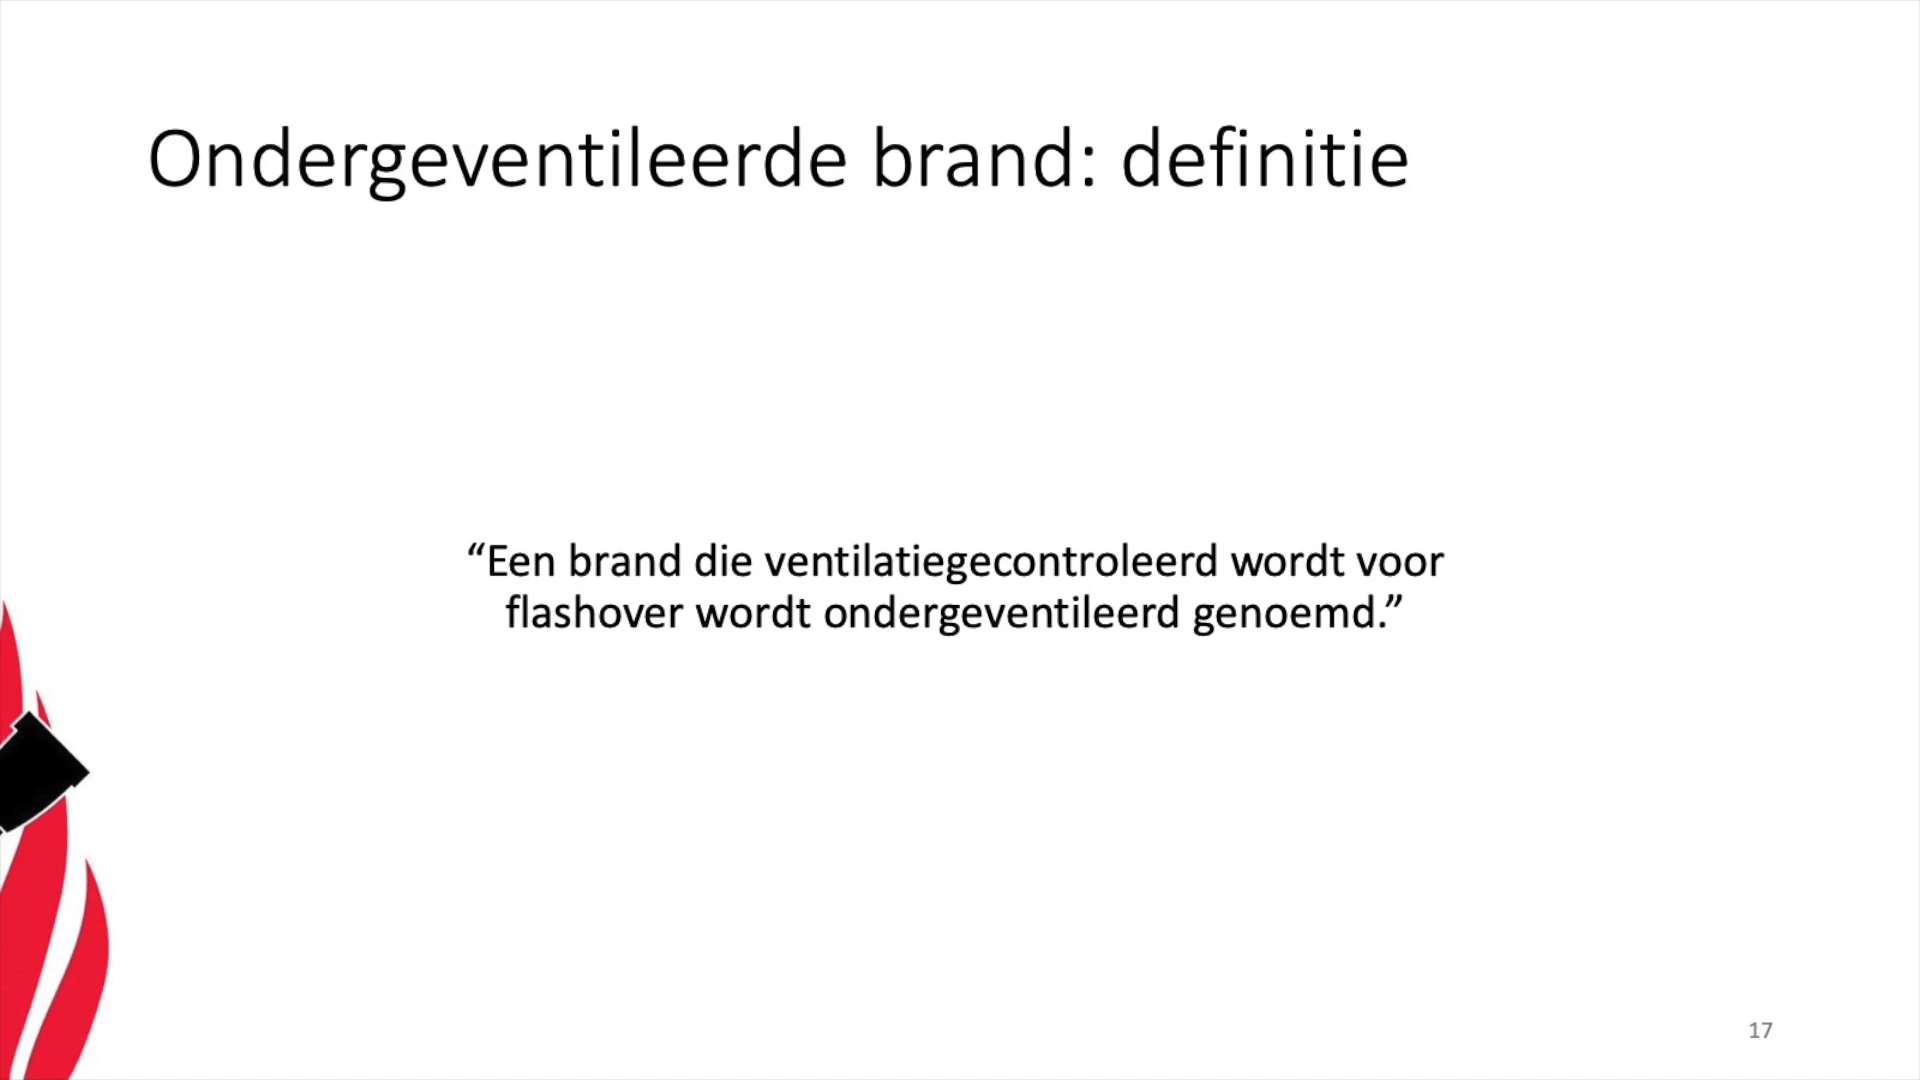 Ondergeventileerde brand: definitie
“Een brand die ventilatiegecontroleerd wordt voor
flashover wordt ondergeventileerd genoemd.”
17